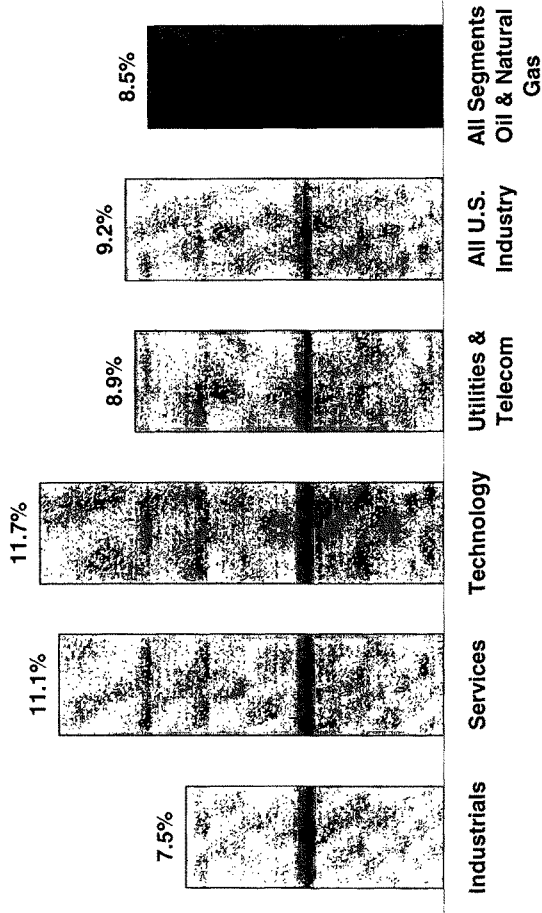 7.5%
11.1%
11.7%
8.9%
9.2%
8.5%
Industrials
Services
Technology
Utilities &
Telecom
All U.S.
Industry
All Segments
Oil & Natural
Gas